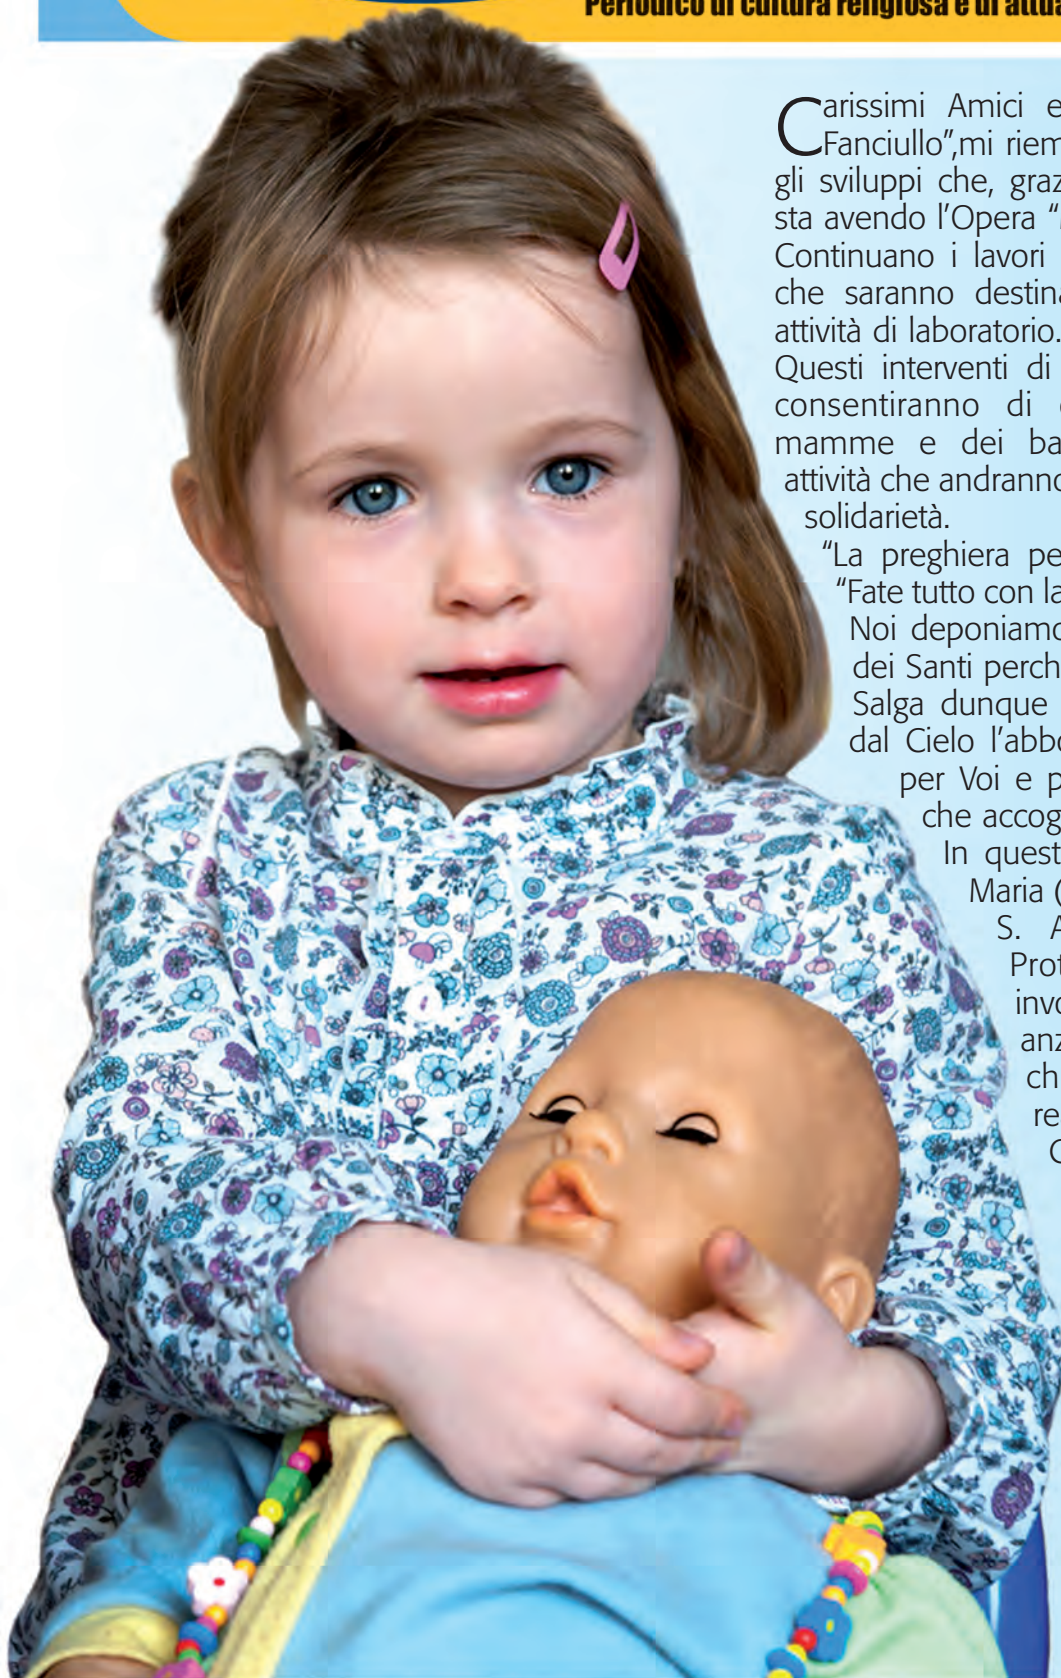 Periodico di cultura religiosa e di attua
Carissimi Amici e
Fanciullo",mi riem
gli sviluppi che, graz
sta avendo l'Opera "
Continuano i lavori
che saranno destina
attività di laboratorio.
Questi interventi di
consentiranno di
mamme e dei ba
attività che andranno
solidarietà.
"La preghiera pe
"Fate tutto con la
Noi deponiamo
dei Santi perch
Salga dunque
dal Cielo l'abbo
per Voi e p
che accog
In quest
Maria (
S. A
Prot
invo
anz
ch
re